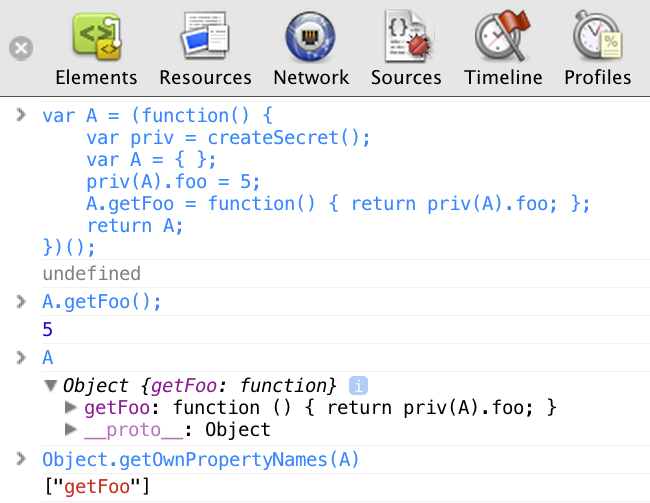 Elements Resources Network Sources Timeline Profiles
var A = (function() {
    var priv = createSecret();
    var A = { };
    priv(A).foo = 5;
    A.getFoo = function() { return priv(A).foo; };
    return A;
})();
undefined
A.getFoo();
5
A
Object {getFoo: function}
getFoo: function () { return priv(A).foo; }
__proto__: Object
Object.getOwnPropertyNames(A)
["getFoo"]